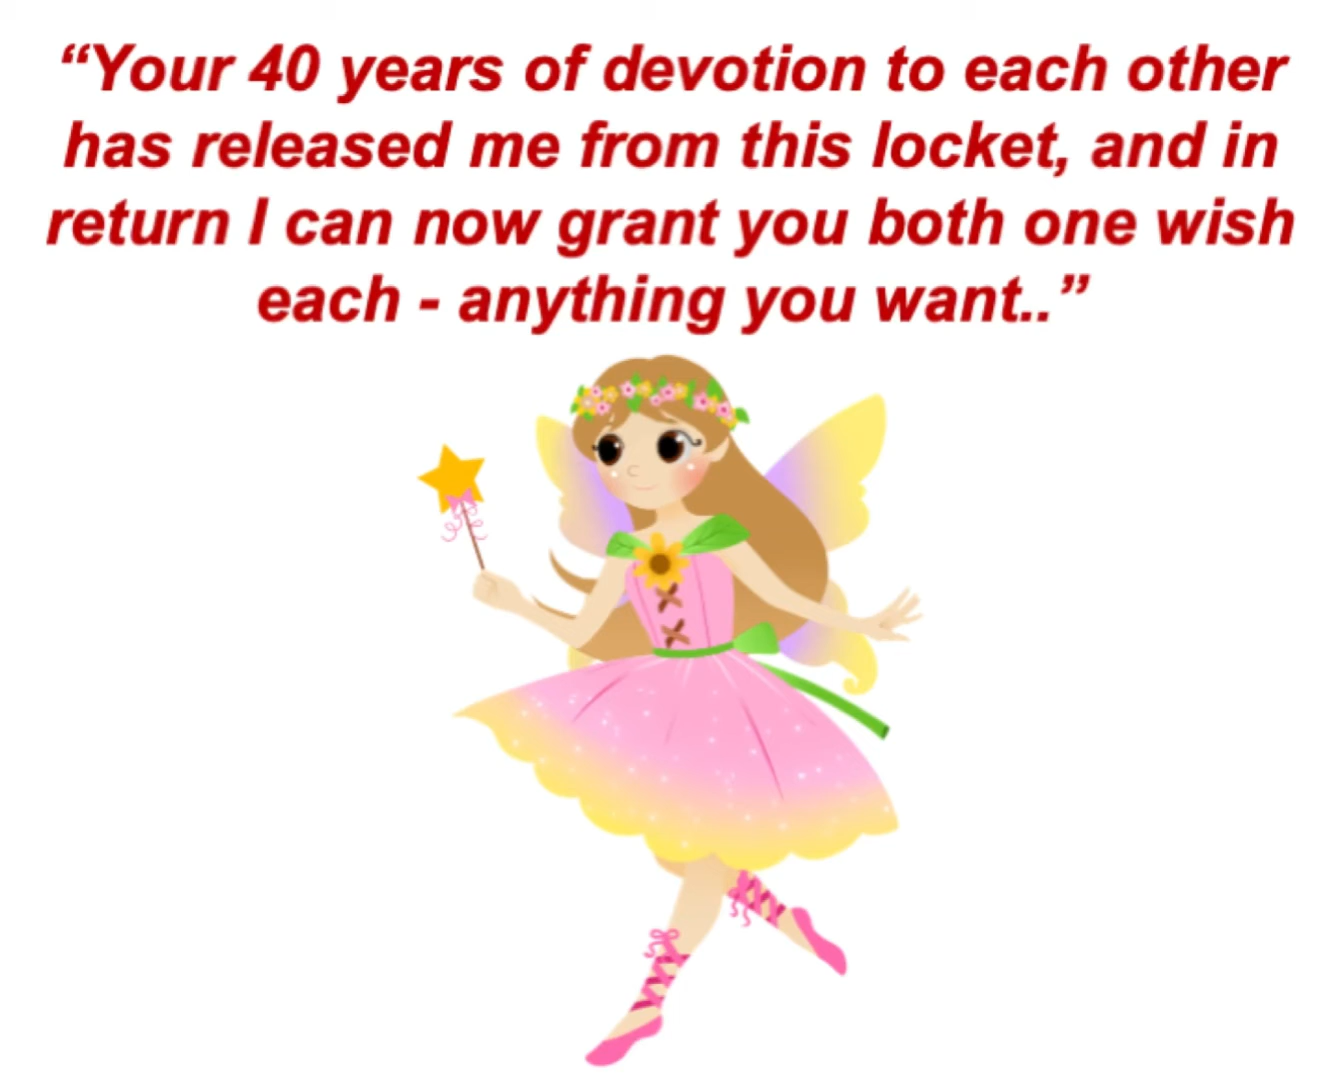 “Your 40 years of devotion to each other
has released me from this locket, and in
return I can now grant you both one wish
each - anything you want..”